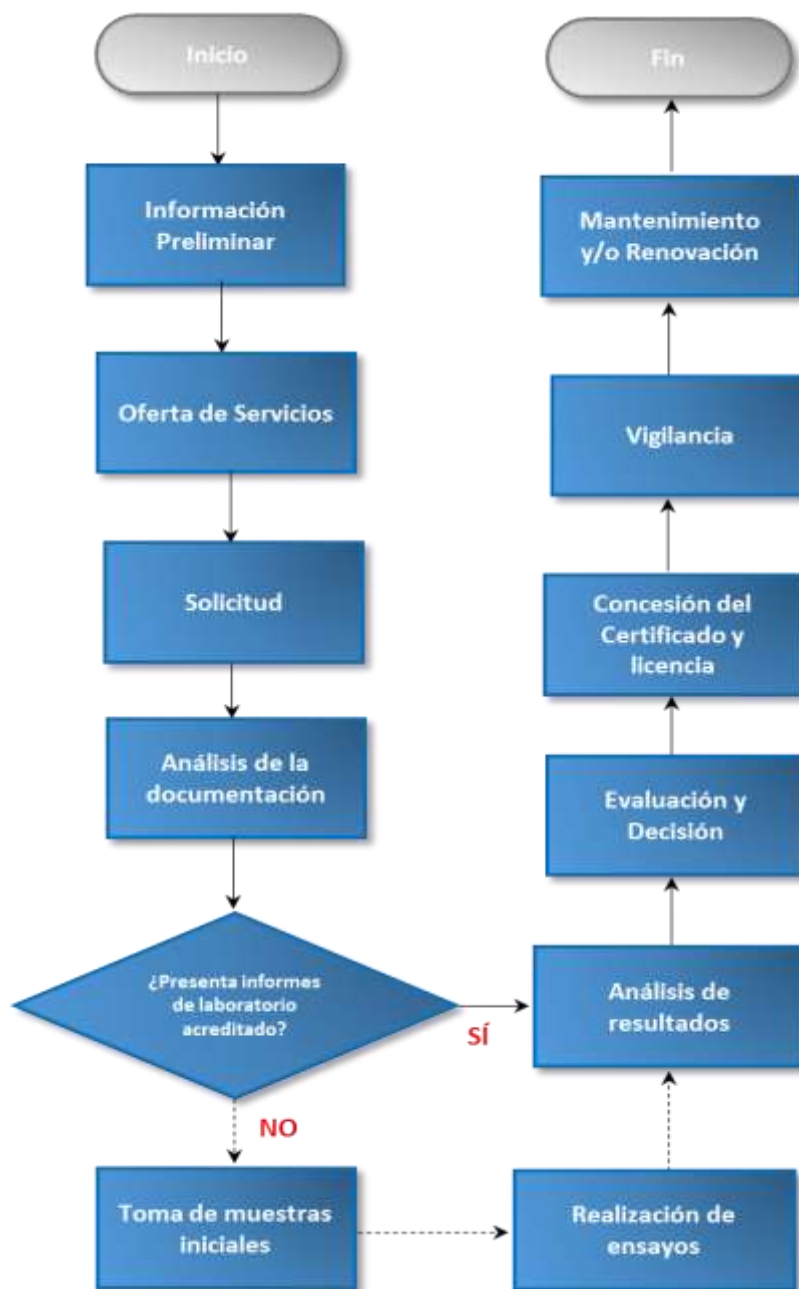 Inicio
Información
Preliminar
Oferta de Servicios
Solicitud
Análisis de la
documentación
¿Presenta informes
de laboratorio
acreditado?
SÍ
NO
Toma de muestras
iniciales
Realización de
ensayos
Análisis de
resultados
Evaluación y
Decisión
Concesión del
Certificado y
licencia
Vigilancia
Mantenimiento
y/o Renovación
Fin